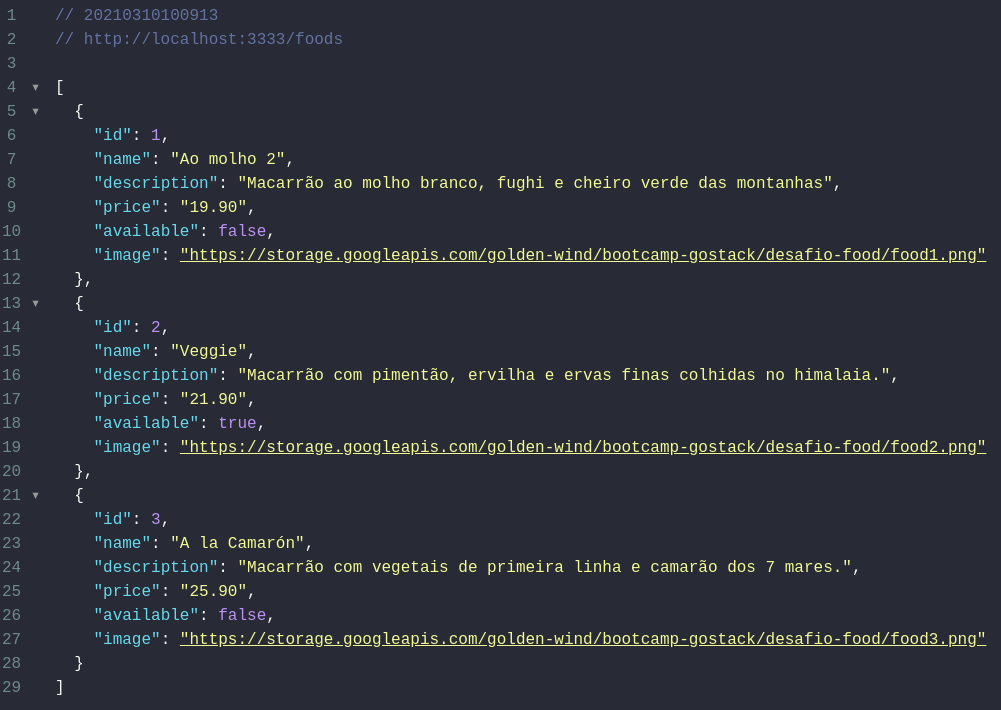 1 // 20210310100913
2 // http://localhost:3333/foods
3
4 ▼ [
5 ▼   {
6       "id": 1,
7       "name": "Ao molho 2",
8       "description": "Macarrão ao molho branco, fughi e cheiro verde das montanhas",
9       "price": "19.90",
10       "available": false,
11       "image": "https://storage.googleapis.com/golden-wind/bootcamp-gostack/desafio-food/food1.png"
12     },
13 ▼   {
14       "id": 2,
15       "name": "Veggie",
16       "description": "Macarrão com pimentão, ervilha e ervas finas colhidas no himalaia.",
17       "price": "21.90",
18       "available": true,
19       "image": "https://storage.googleapis.com/golden-wind/bootcamp-gostack/desafio-food/food2.png"
20     },
21 ▼   {
22       "id": 3,
23       "name": "A la Camarón",
24       "description": "Macarrão com vegetais de primeira linha e camarão dos 7 mares.",
25       "price": "25.90",
26       "available": false,
27       "image": "https://storage.googleapis.com/golden-wind/bootcamp-gostack/desafio-food/food3.png"
28     }
29 ]